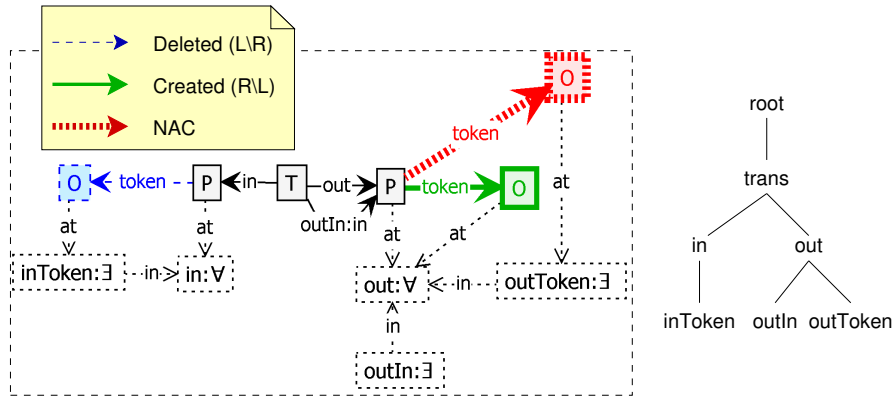 Deleted (L\R)
Created (R\L)
NAC
O
token
O
token
P
in
T
out
P
token
O
outIn:in
at
at
at
at
at
inToken:∃
in
in:∀
out:∀
in
outToken:∃
in
outIn:∃
root
trans
in
out
inToken
outIn
outToken